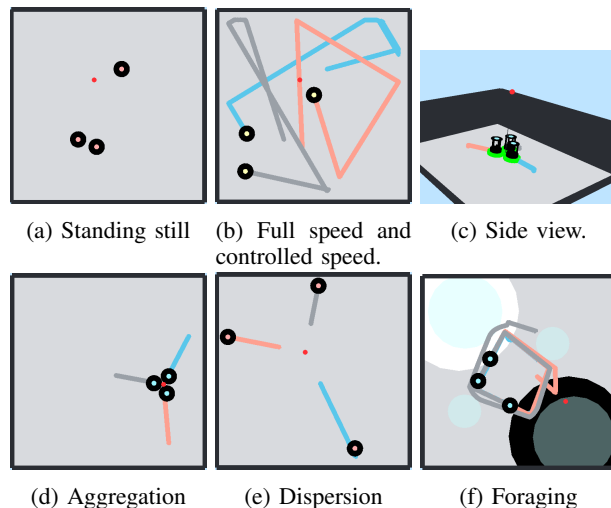 (a) Standing still
(b) Full speed and
controlled speed.
(c) Side view.
(d) Aggregation
(e) Dispersion
(f) Foraging